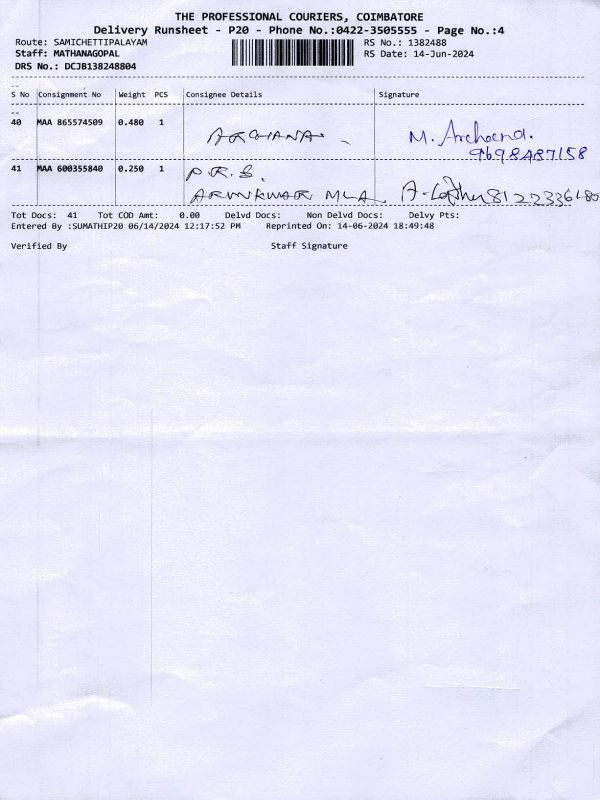 THE PROFESSIONAL COURIERS, COIMBATORE
Delivery Runsheet - P20 - Phone No.:0422-3505555 - Page No.:4
Route: SAMICHETTIPALAYAM RS No.: 1382488
Staff: MATHANAGOPAL RS Date: 14-Jun-2024
DRS No.: DCJB138248804
S No Consignment No Weight PCS Consignee Details Signature
40 MAA 865574509 0.480 1 ARCHANA M. Archana. 9698487158
41 MAA 600355840 0.250 1 P.R.G. ARUNKUMAR MLA
Tot Docs: 41 Tot COD Amt: 0.00 Delvd Docs: Non Delvd Docs: Delvy Pts:
Entered By :SUMATHIP20 06/14/2024 12:17:52 PM Reprinted On: 14-06-2024 18:49:48
Verified By Staff Signature